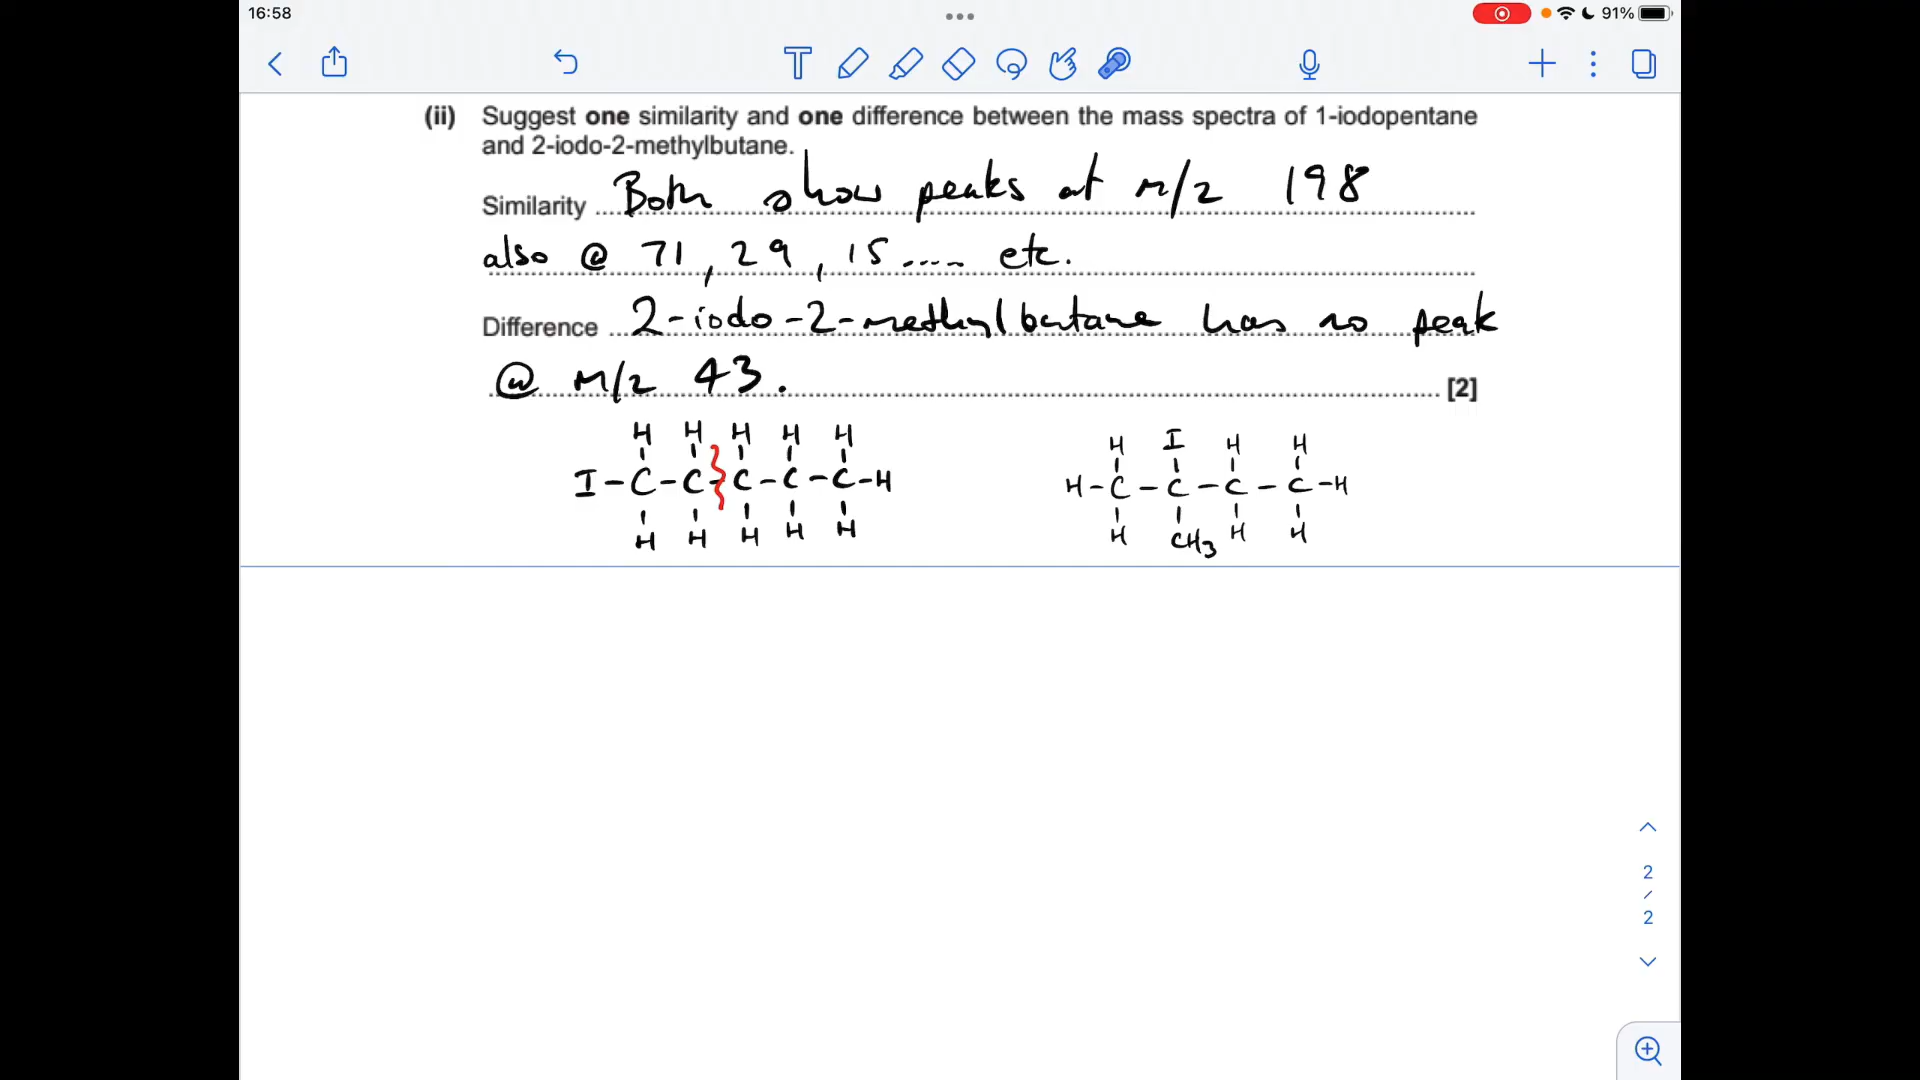 16:58
91%
(ii) Suggest one similarity and one difference between the mass spectra of 1-iodopentane
and 2-iodo-2-methylbutane.
Similarity Both show peaks at m/z 198
also @ 71, 29, 15.... etc.
Difference 2-iodo-2-methylbutane has no peak
@ m/z 43. [2]
H H H H H
I-C-C-C-C-C-H
H H H H H
H I H H
H-C-C-C-C-H
H CH3 H H
2
/
2